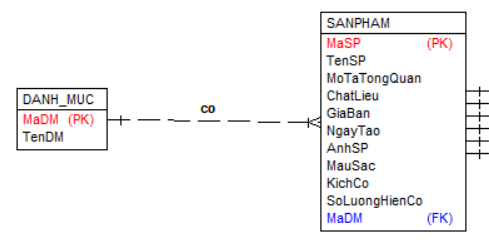 SANPHAM
MaSP (PK)
TenSP
MoTaTongQuan
ChatLieu
GiaBan
NgayTao
AnhSP
MauSac
KichCo
SoLuongHienCo
MaDM (FK)
DANH_MUC
MaDM (PK)
TenDM
co